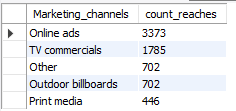 Marketing_channels count_reaches
Online ads 3373
TV commercials 1785
Other 702
Outdoor billboards 702
Print media 446